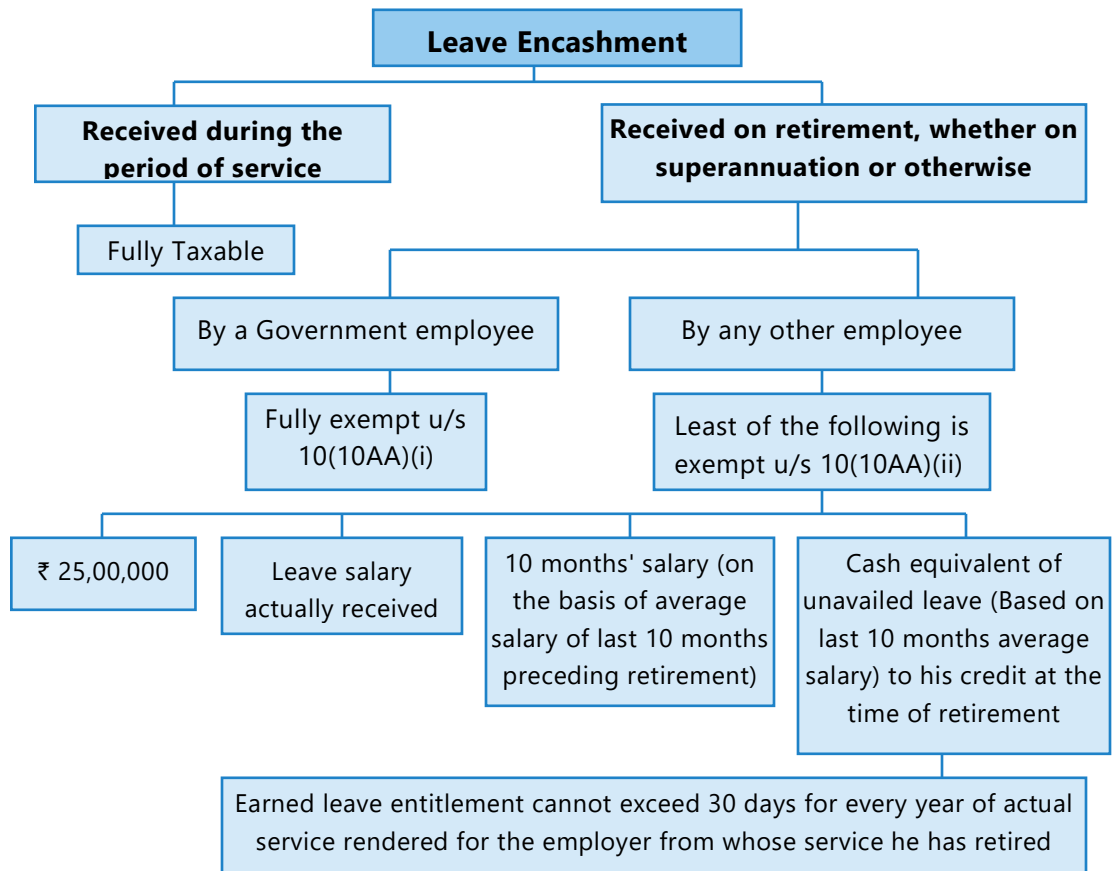 Leave Encashment
Received during the
period of service
Received on retirement, whether on
superannuation or otherwise
Fully Taxable
By a Government employee
By any other employee
Fully exempt u/s
10(10AA)(i)
Least of the following is
exempt u/s 10(10AA)(ii)
₹ 25,00,000
Leave salary
actually received
10 months' salary (on
the basis of average
salary of last 10 months
preceding retirement)
Cash equivalent of
unavailed leave (Based on
last 10 months average
salary) to his credit at the
time of retirement
Earned leave entitlement cannot exceed 30 days for every year of actual
service rendered for the employer from whose service he has retired